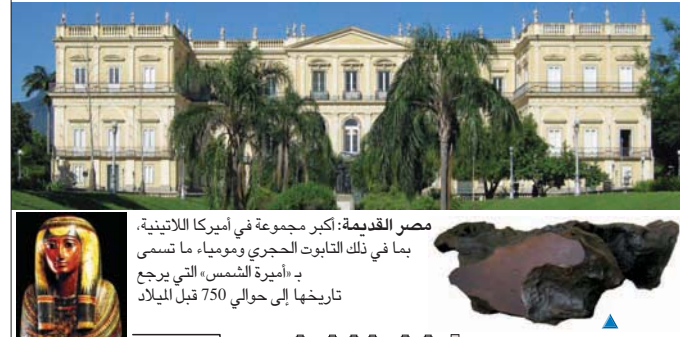 مصر القديمة: أكبر مجموعة في أميركا اللاتينية،
بما في ذلك التابوت الحجري ومومياء ما تسمى
بـ «أميرة الشمس» التي يرجع
تاريخها إلى حوالي 750 قبل الميلاد